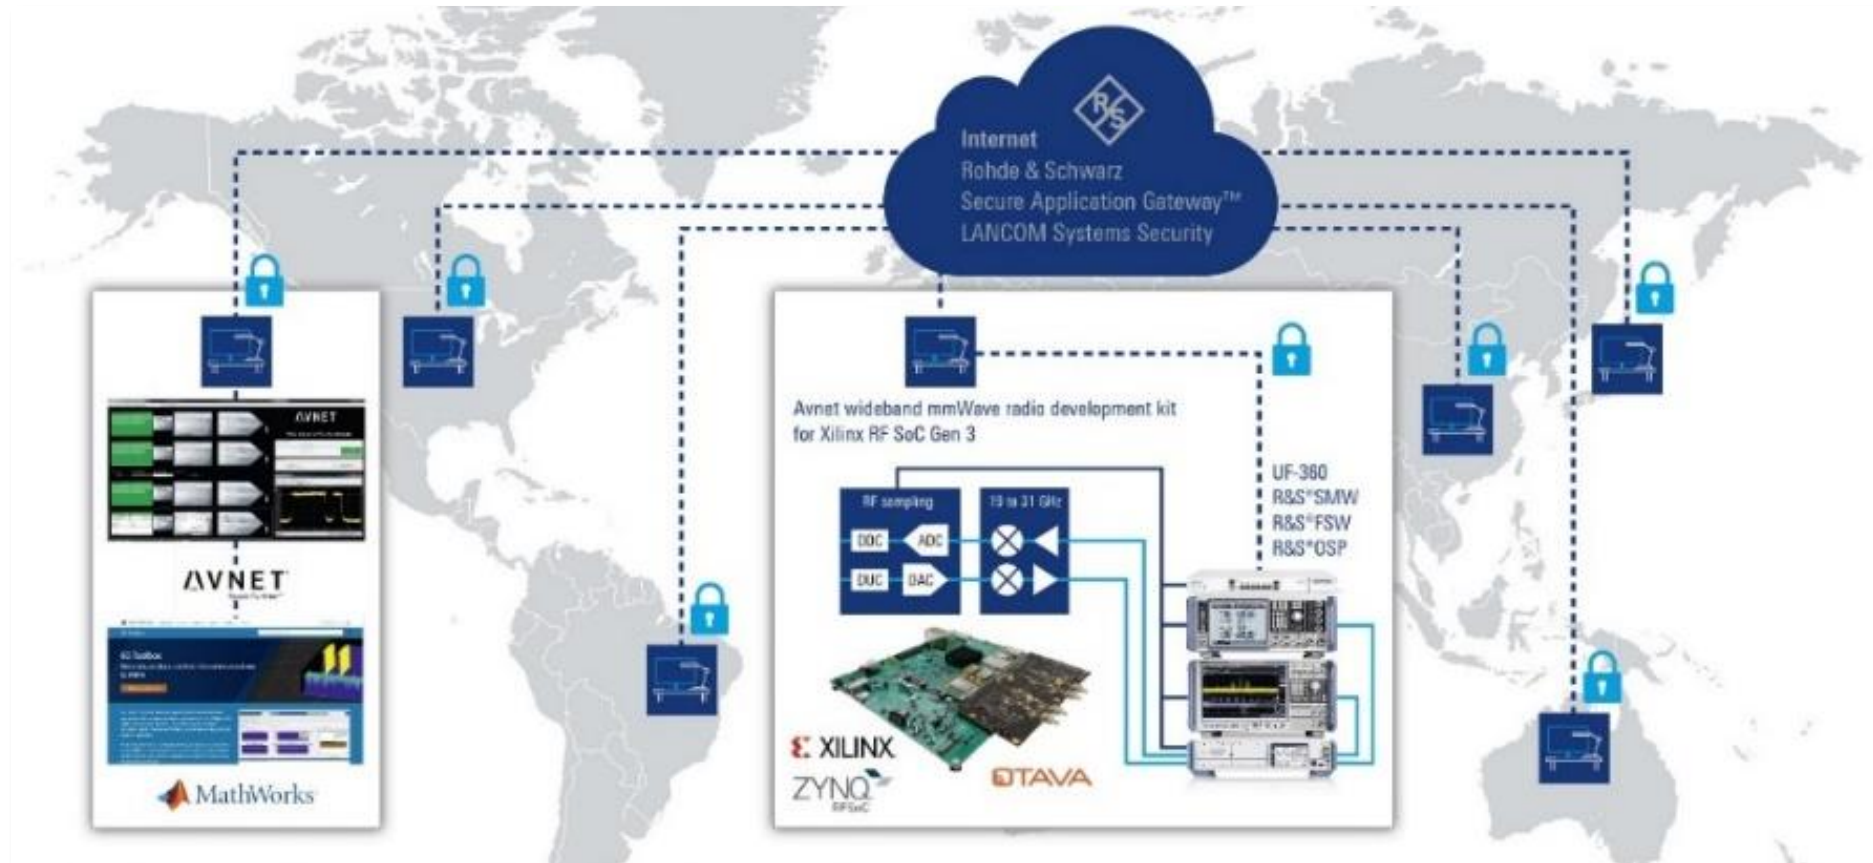 R/S
Internet
Rohde & Schwarz
Secure Application Gateway™
LANCOM Systems Security
AVNET
AVNET
5G Toolbox
MathWorks
Avnet wideband mmWave radio development kit
for Xilinx RF SoC Gen 3
UF-360
R&S®SMW
R&S®FSW
R&S®OSP
RF sampling
DDC
ADC
DUC
DAC
19 to 31 GHz
XILINX
ZYNQ
RFSoC
OTAVA